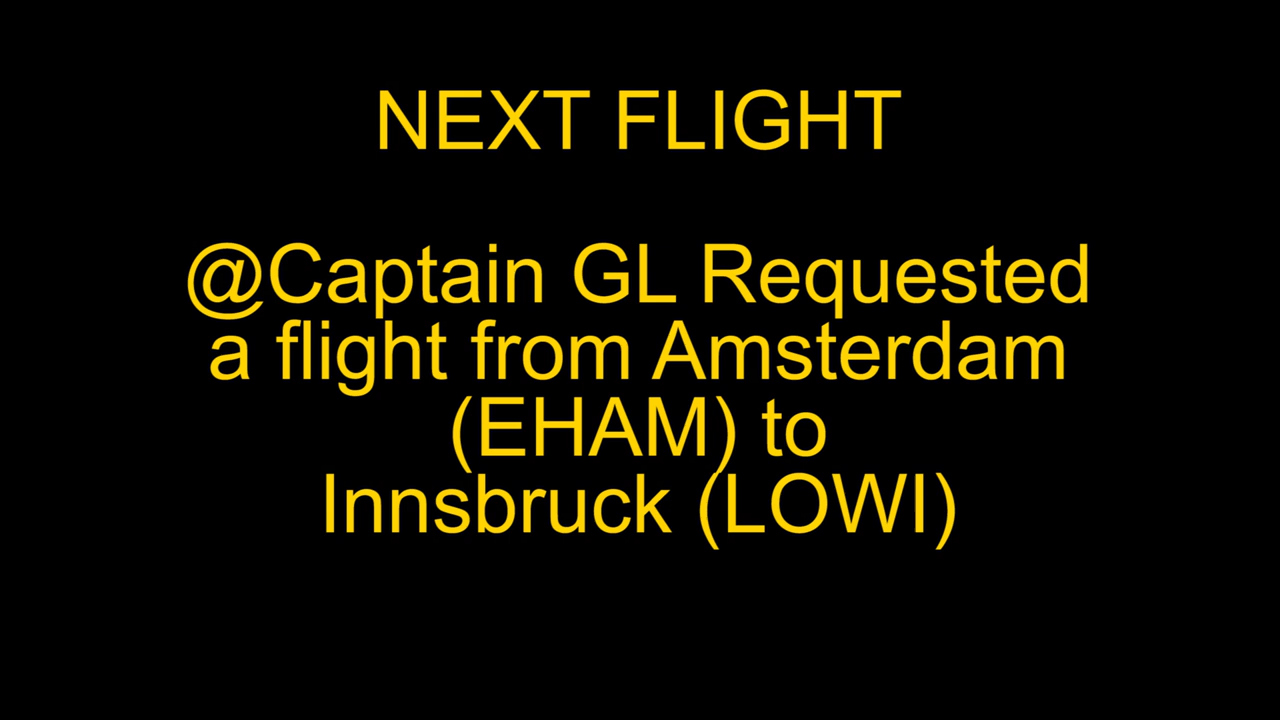 NEXT FLIGHT
@Captain GL Requested
a flight from Amsterdam
(EHAM) to
Innsbruck (LOWI)